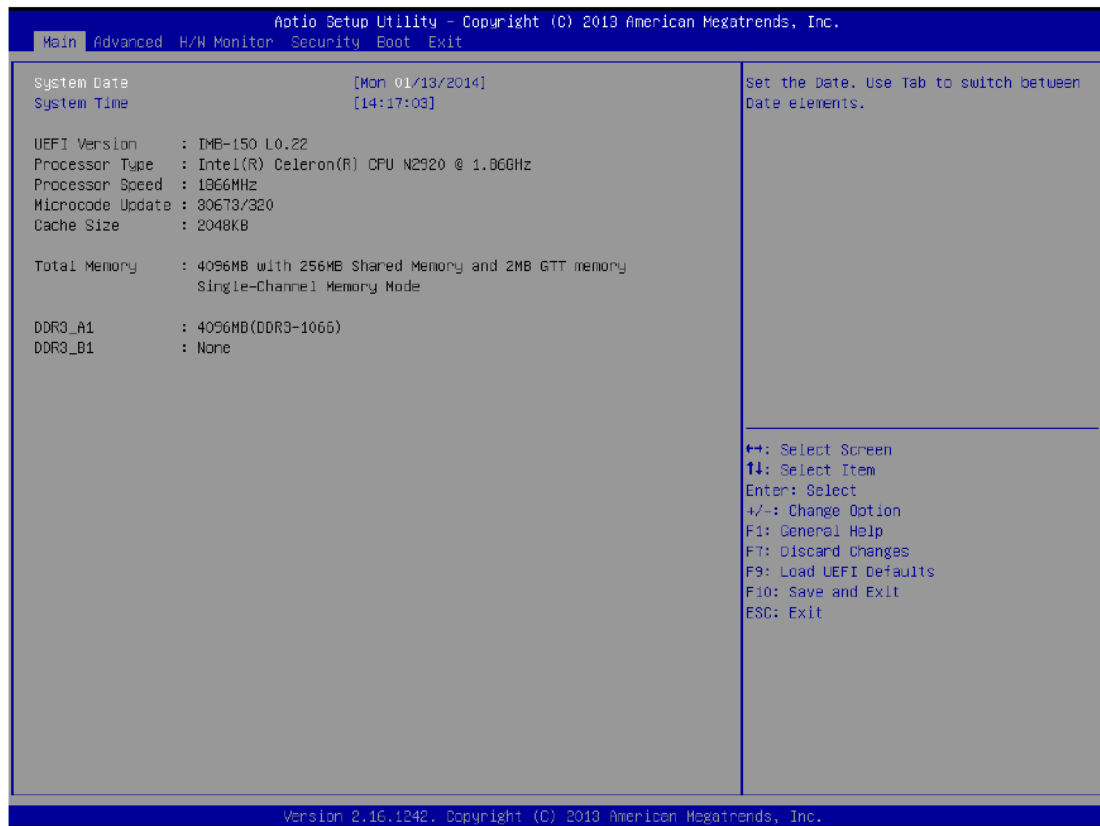 Aptio Setup Utility - Copyright (C) 2013 American Megatrends, Inc.
Main Advanced H/W Monitor Security Boot Exit
System Date [Mon 01/13/2014]
System Time [14:17:03]
UEFI Version : IMB-150 L0.22
Processor Type : Intel(R) Celeron(R) CPU N2920 @ 1.86GHz
Processor Speed : 1866MHz
Microcode Update : 30673/320
Cache Size : 2048KB
Total Memory : 4096MB with 256MB Shared Memory and 2MB GTT memory
Single-Channel Memory Mode
DDR3_A1 : 4096MB(DDR3-1066)
DDR3_B1 : None
Set the Date. Use Tab to switch between
Date elements.
↔: Select Screen
↑↓: Select Item
Enter: Select
+/-: Change Option
F1: General Help
F7: Discard Changes
F9: Load UEFI Defaults
F10: Save and Exit
ESC: Exit
Version 2.16.1242. Copyright (C) 2013 American Megatrends, Inc.